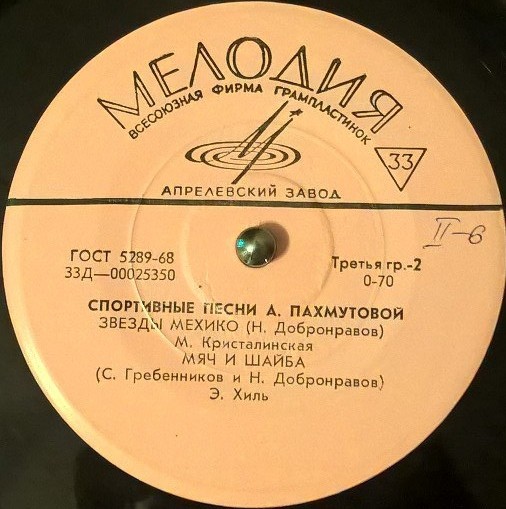 МЕЛОДИЯ
ВСЕСОЮЗНАЯ ФИРМА ГРАМПЛАСТИНОК
33
АПРЕЛЕВСКИЙ ЗАВОД
II-6
ГОСТ 5289-68 Третья гр.-2
33Д—00025350 0-70
СПОРТИВНЫЕ ПЕСНИ А. ПАХМУТОВОЙ
ЗВЕЗДЫ МЕХИКО (Н. Добронравов)
М. Кристалинская
МЯЧ И ШАЙБА
(С. Гребенников и Н. Добронравов)
Э. Хиль